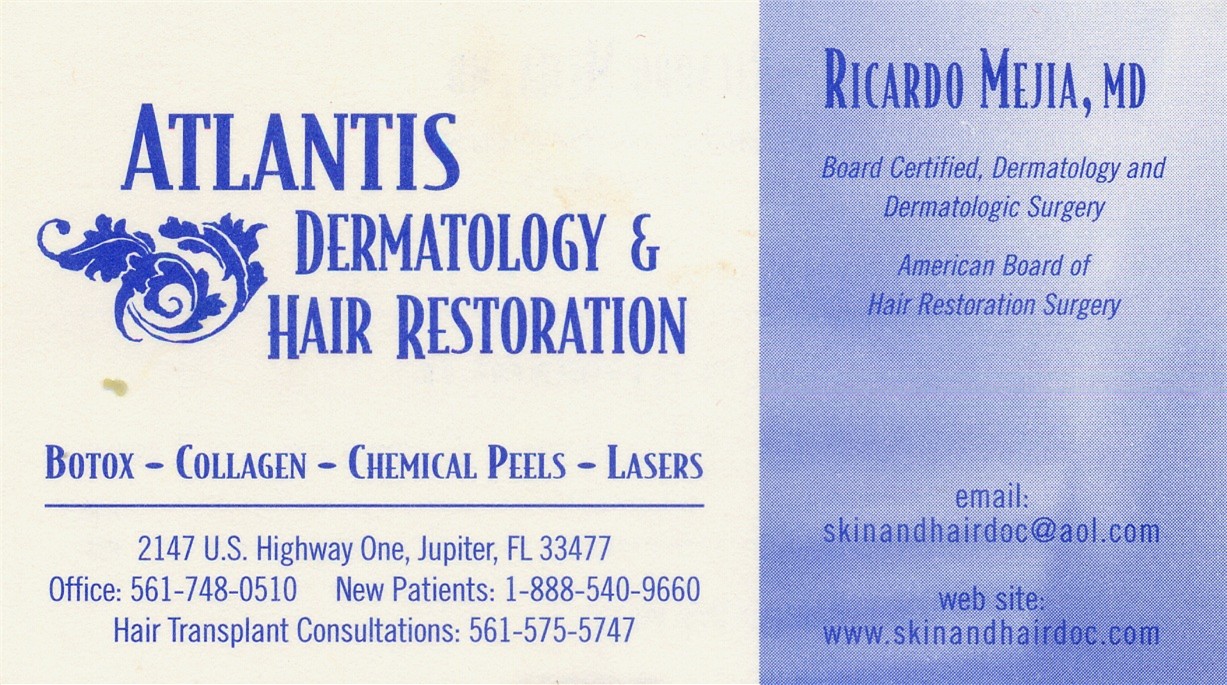 ATLANTIS
DERMATOLOGY &
HAIR RESTORATION
BOTOX – COLLAGEN – CHEMICAL PEELS – LASERS
2147 U.S. Highway One, Jupiter, FL 33477
Office: 561-748-0510 New Patients: 1-888-540-9660
Hair Transplant Consultations: 561-575-5747
RICARDO MEJIA, MD
Board Certified, Dermatology and
Dermatologic Surgery
American Board of
Hair Restoration Surgery
email:
skinandhairdoc@aol.com
web site:
www.skinandhairdoc.com